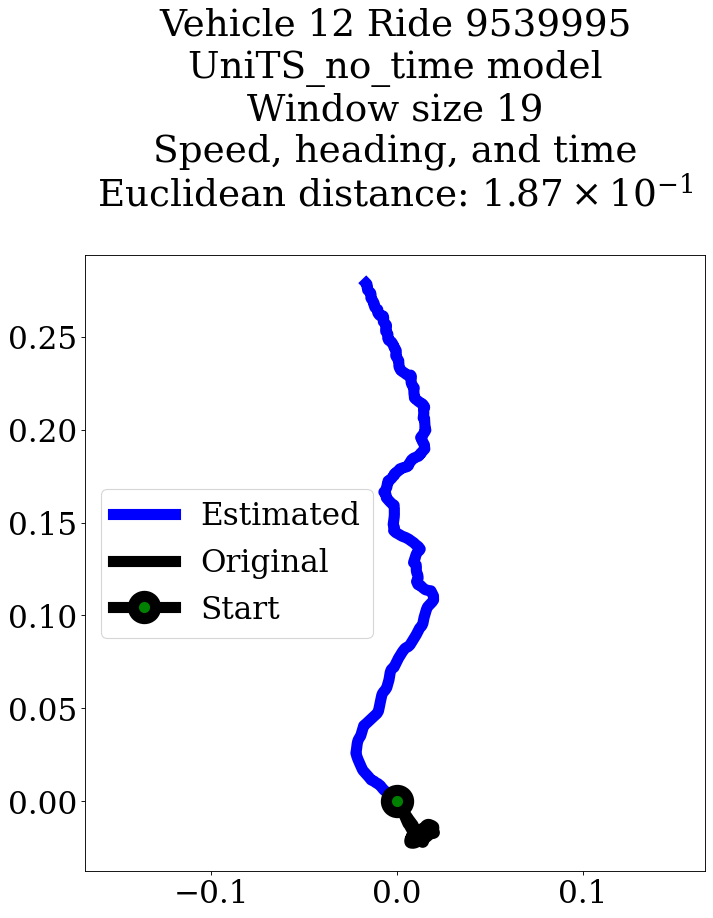 Vehicle 12 Ride 9539995
UniTS_no_time model
Window size 19
Speed, heading, and time
Euclidean distance: 1.87 × 10⁻¹
0.25
0.20
0.15
0.10
0.05
0.00
Estimated
Original
Start
−0.1 0.0 0.1